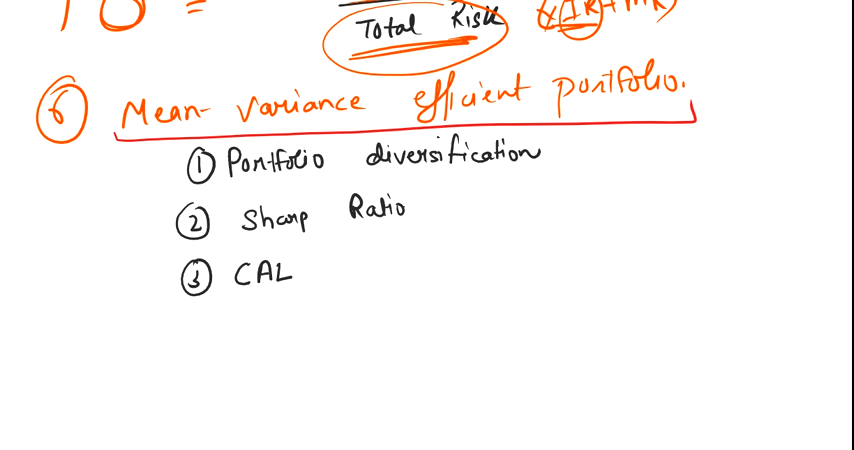 =
Total Risk
6 Mean-variance efficient portfolio.
1 Portfolio diversification
2 Sharp Ratio
3 CAL